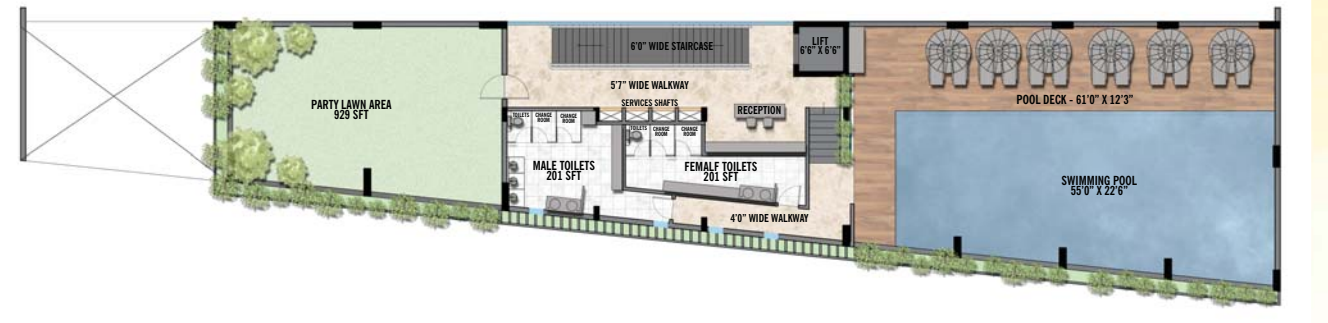 6'0" WIDE STAIRCASE
LIFT
6'6" X 6'6"
5'7" WIDE WALKWAY
PARTY LAWN AREA
929 SFT
SERVICES SHAFTS
RECEPTION
POOL DECK - 61'0" X 12'3"
TOILETS
CHANGE
ROOM
CHANGE
ROOM
TOILETS
CHANGE
ROOM
CHANGE
ROOM
MALE TOILETS
201 SFT
FEMALF TOILETS
201 SFT
SWIMMING POOL
55'0" X 22'6"
4'0" WIDE WALKWAY